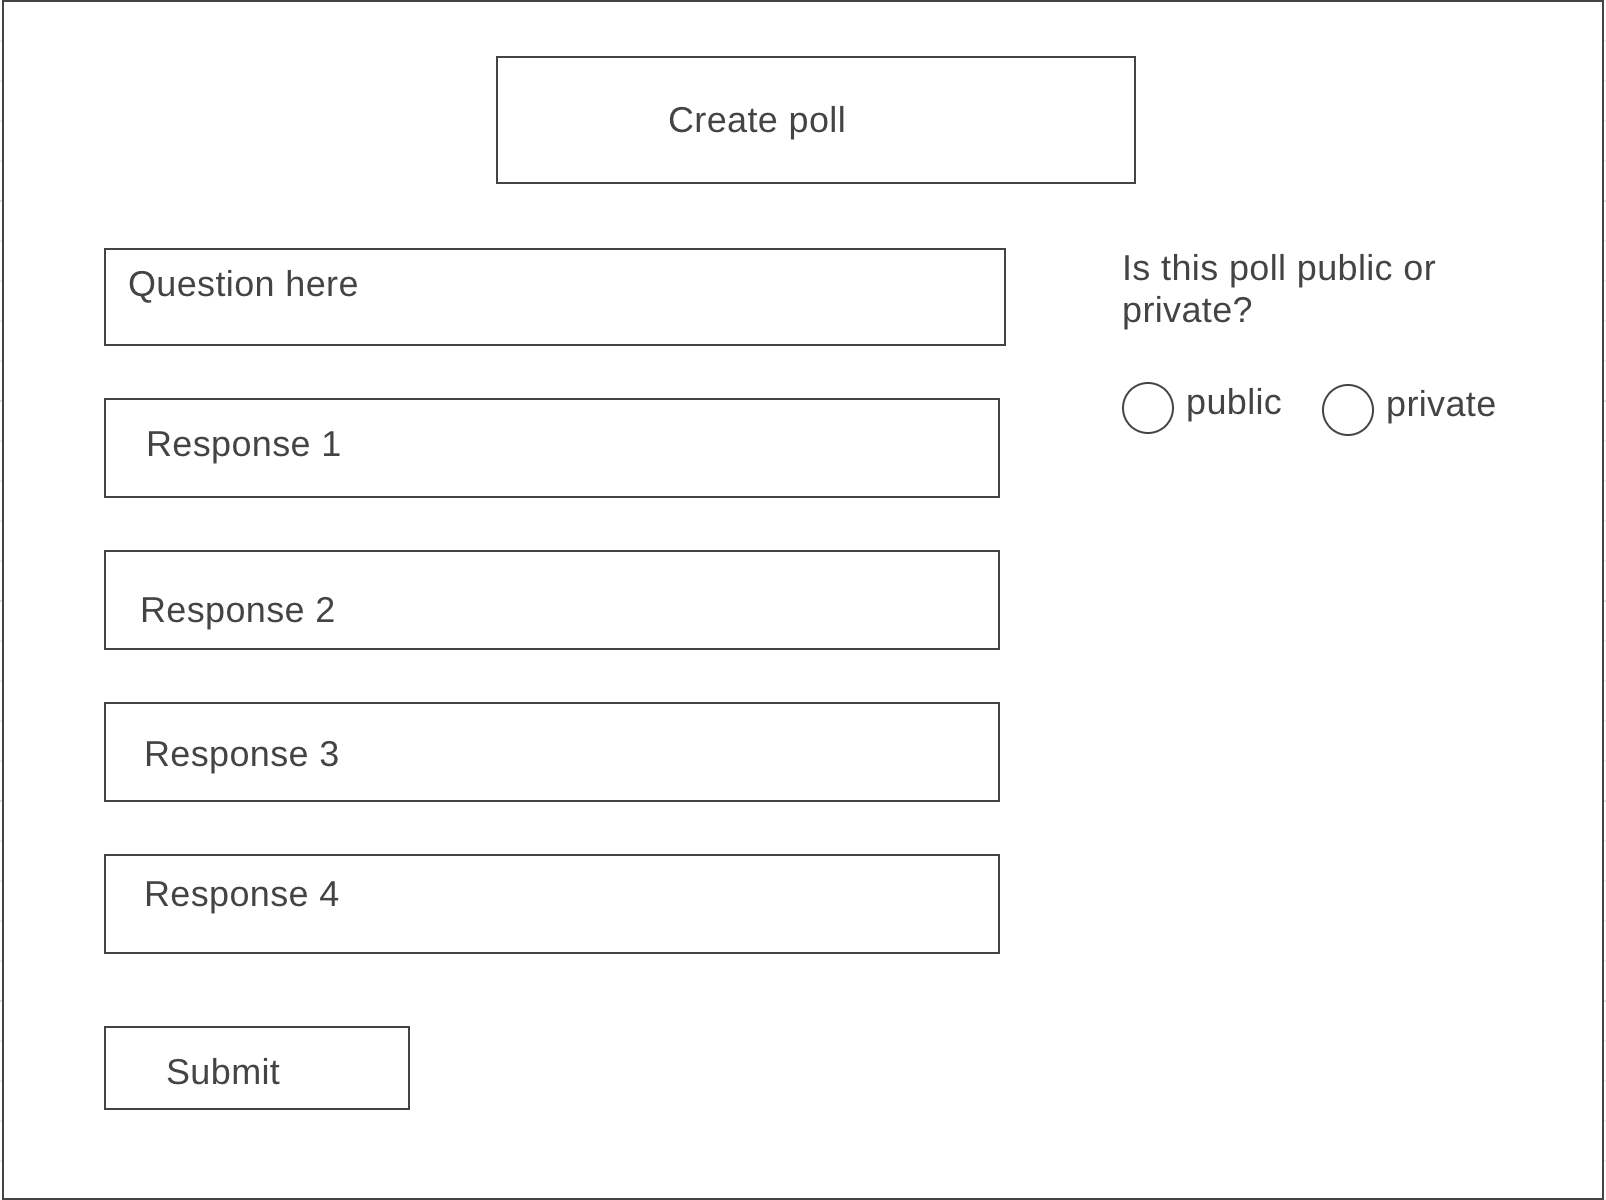 Create poll
Question here
Response 1
Response 2
Response 3
Response 4
Submit
Is this poll public or
private?
public
private